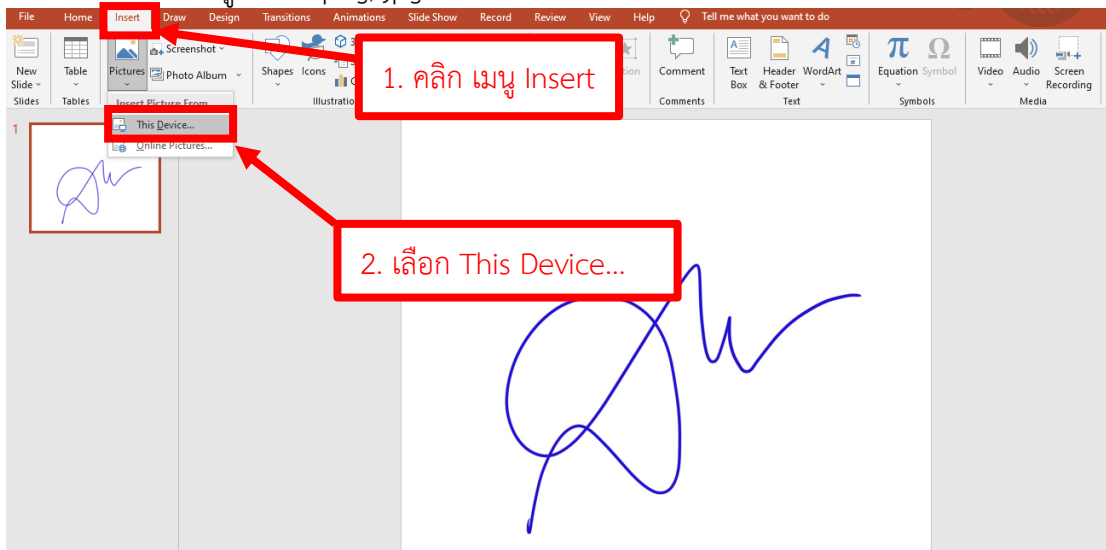 File Home Insert Draw Design Transitions Animations Slide Show Record Review View Help Tell me what you want to do
New Slide
Table
Pictures
Screenshot
Photo Album
Shapes
Icons
Comment
Text Box
Header & Footer
WordArt
Equation
Symbol
Video
Audio
Screen Recording
Slides Tables Comments Text Symbols Media
Insert Picture From
This Device...
Online Pictures...
1
1. คลิก เมนู Insert
2. เลือก This Device...